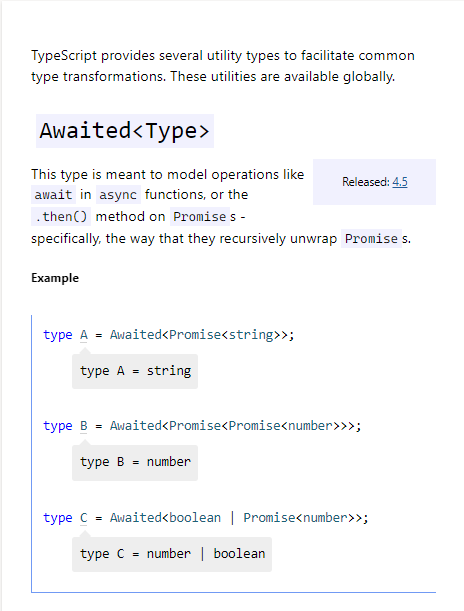 TypeScript provides several utility types to facilitate common
type transformations. These utilities are available globally.
Awaited<Type>
This type is meant to model operations like
await in async functions, or the
.then() method on Promise s -
specifically, the way that they recursively unwrap Promise s.
Released: 4.5
Example
type A = Awaited<Promise<string>>;
type A = string
type B = Awaited<Promise<Promise<number>>>;
type B = number
type C = Awaited<boolean | Promise<number>>;
type C = number | boolean